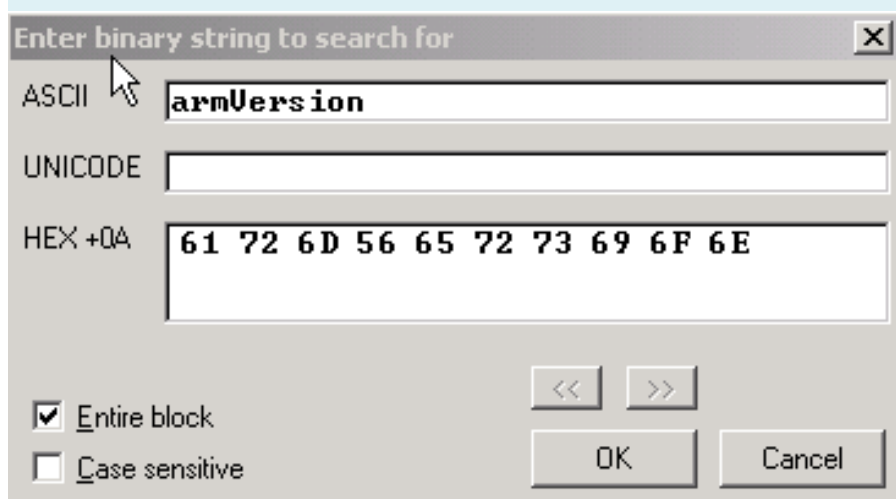 Enter binary string to search for
ASCII armVersion
UNICODE
HEX +0A 61 72 6D 56 65 72 73 69 6F 6E
<< >>
Entire block
Case sensitive
OK Cancel